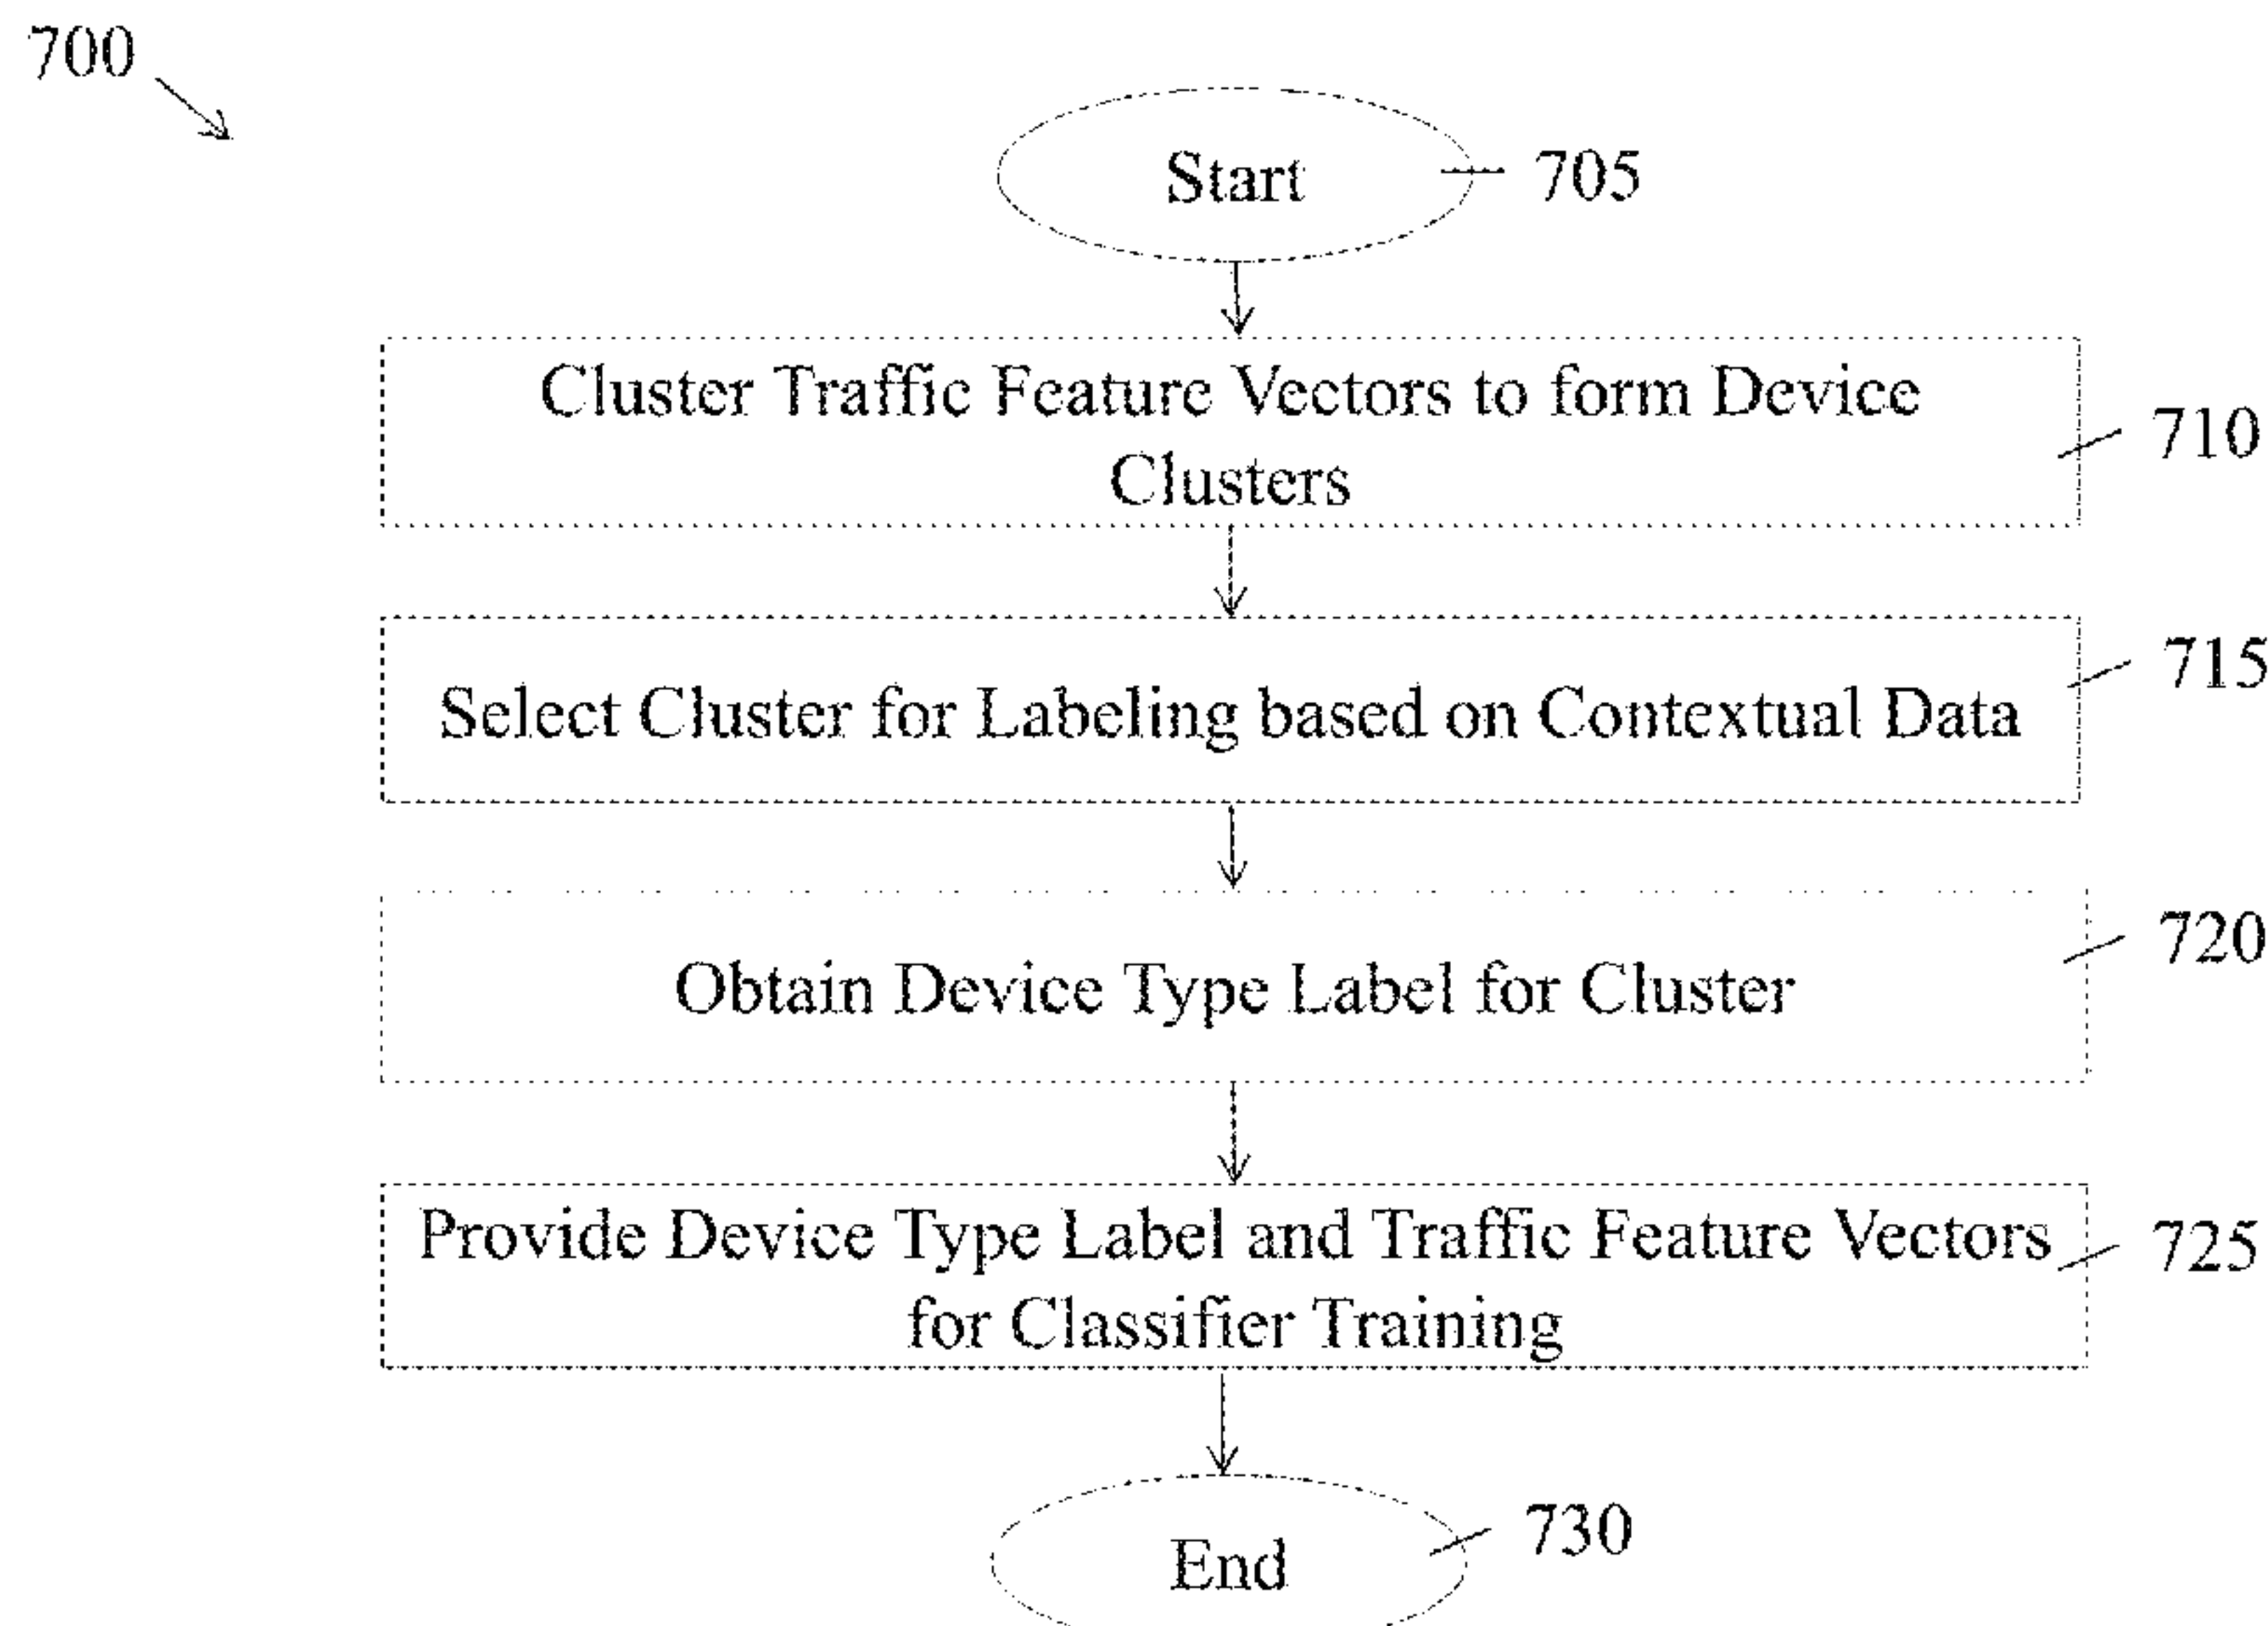 700
Start
705
Cluster Traffic Feature Vectors to form Device
Clusters
710
Select Cluster for Labeling based on Contextual Data
715
Obtain Device Type Label for Cluster
720
Provide Device Type Label and Traffic Feature Vectors
for Classifier Training
725
End
730